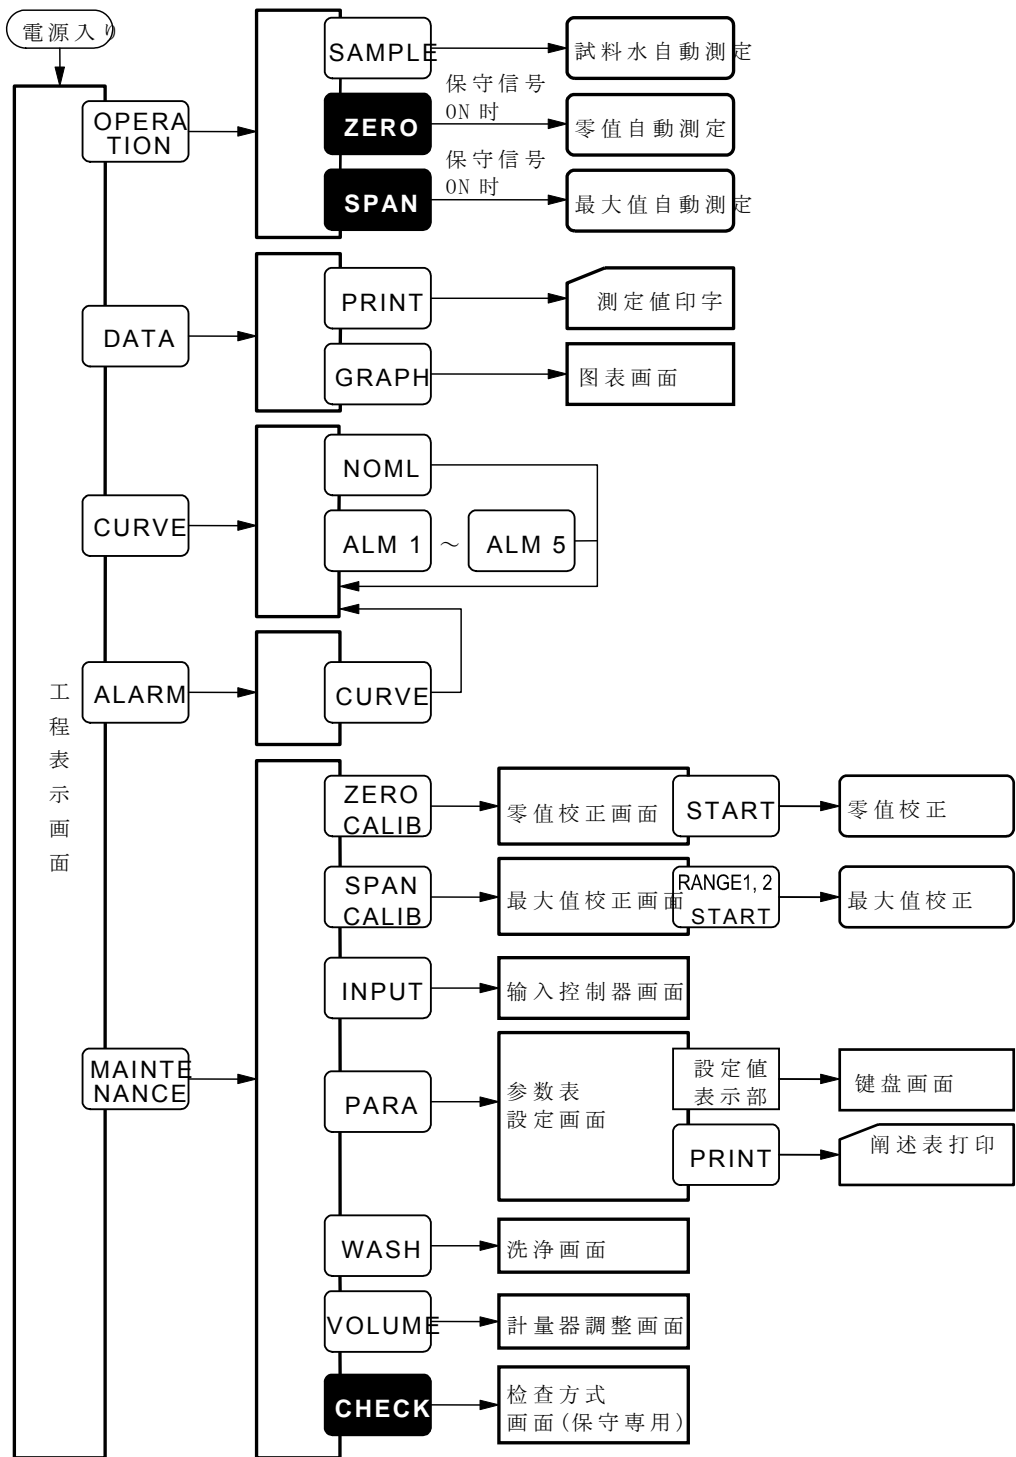 電源入り
工程表示画面
OPERA
TION
SAMPLE
試料水自動測定
ZERO
保守信号
ON时
零值自動測定
SPAN
保守信号
ON时
最大值自動測定
DATA
PRINT
測定値印字
GRAPH
图表画面
CURVE
NOML
ALM 1 ～ ALM 5
ALARM
CURVE
MAINTE
NANCE
ZERO
CALIB
零值校正画面
START
零值校正
SPAN
CALIB
最大值校正画面
RANGE1, 2
START
最大值校正
INPUT
输入控制器画面
PARA
参数表
設定画面
設定値
表示部
键盘画面
PRINT
阐述表打印
WASH
洗浄画面
VOLUME
計量器調整画面
CHECK
检查方式
画面(保守専用)